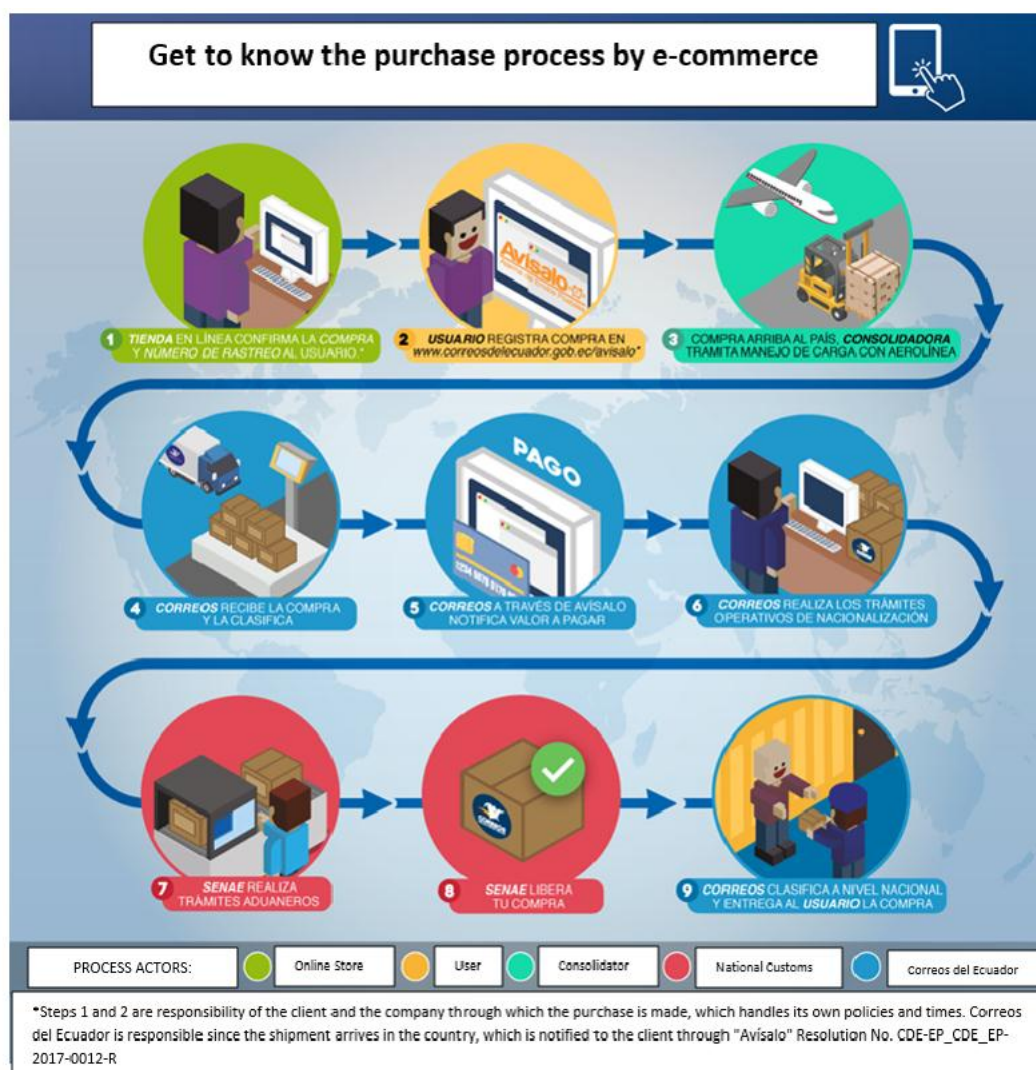 Get to know the purchase process by e-commerce
1 TIENDA EN LÍNEA CONFIRMA LA COMPRA
Y NÚMERO DE RASTREO AL USUARIO.*
Avísalo
2 USUARIO REGISTRA COMPRA EN
www.correosdelecuador.gob.ec/avisalo*
3 COMPRA ARRIBA AL PAÍS, CONSOLIDADORA
TRAMITA MANEJO DE CARGA CON AEROLÍNEA
4 CORREOS RECIBE LA COMPRA
Y LA CLASIFICA
PAGO
5 CORREOS A TRAVÉS DE AVÍSALO
NOTIFICA VALOR A PAGAR
6 CORREOS REALIZA LOS TRÁMITES
OPERATIVOS DE NACIONALIZACIÓN
7 SENAE REALIZA
TRÁMITES ADUANEROS
CORREOS
8 SENAE LIBERA
TU COMPRA
9 CORREOS CLASIFICA A NIVEL NACIONAL
Y ENTREGA AL USUARIO LA COMPRA
PROCESS ACTORS: Online Store User Consolidator National Customs Correos del Ecuador
*Steps 1 and 2 are responsibility of the client and the company through which the purchase is made, which handles its own policies and times. Correos
del Ecuador is responsible since the shipment arrives in the country, which is notified to the client through "Avísalo" Resolution No. CDE-EP_CDE_EP-
2017-0012-R